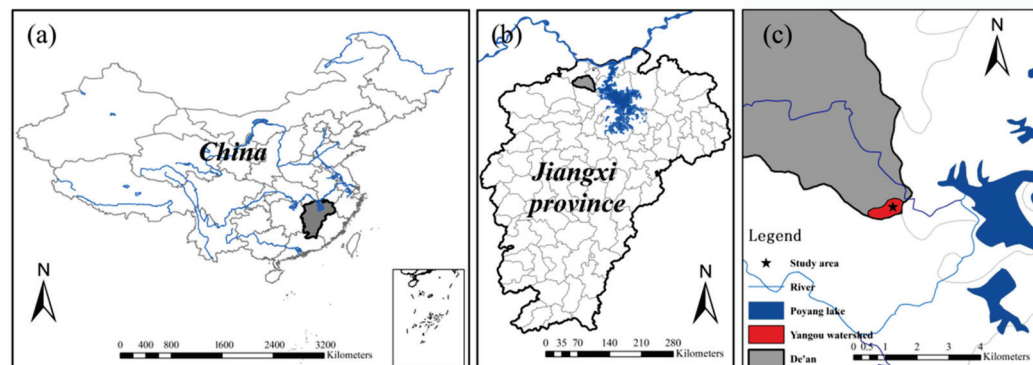 (a)
China
N
0 400 800 1600 2400 3200
Kilometers
(b)
Jiangxi
province
N
0 35 70 140 210 280
Kilometers
(c)
N
Legend
Study area
River
Poyang lake
Yangou watershed
De'an
Kilometers
0 0.5 1 2 3 4